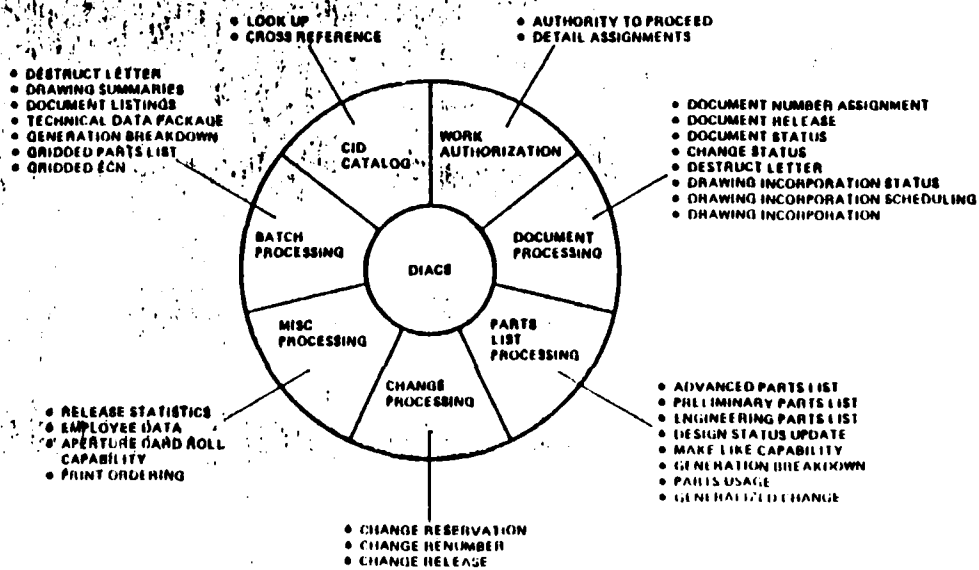 • LOOK UP
• CROSS REFERENCE
• AUTHORITY TO PROCEED
• DETAIL ASSIGNMENTS
• DESTRUCT LETTER
• DRAWING SUMMARIES
• DOCUMENT LISTINGS
• TECHNICAL DATA PACKAGE
• GENERATION BREAKDOWN
• GRIDDED PARTS LIST
• GRIDDED ECN
• DOCUMENT NUMBER ASSIGNMENT
• DOCUMENT RELEASE
• DOCUMENT STATUS
• CHANGE STATUS
• DESTRUCT LETTER
• DRAWING INCORPORATION STATUS
• DRAWING INCORPORATION SCHEDULING
• DRAWING INCORPORATION
CID
CATALOG
WORK
AUTHORIZATION
BATCH
PROCESSING
DIACS
DOCUMENT
PROCESSING
MISC
PROCESSING
PARTS
LIST
PROCESSING
CHANGE
PROCESSING
• RELEASE STATISTICS
• EMPLOYEE DATA
• APERTURE CARD ROLL
CAPABILITY
• PRINT ORDERING
• ADVANCED PARTS LIST
• PRELIMINARY PARTS LIST
• ENGINEERING PARTS LIST
• DESIGN STATUS UPDATE
• MAKE LIKE CAPABILITY
• GENERATION BREAKDOWN
• PARTS USAGE
• GENERALIZED CHANGE
• CHANGE RESERVATION
• CHANGE RENUMBER
• CHANGE RELEASE